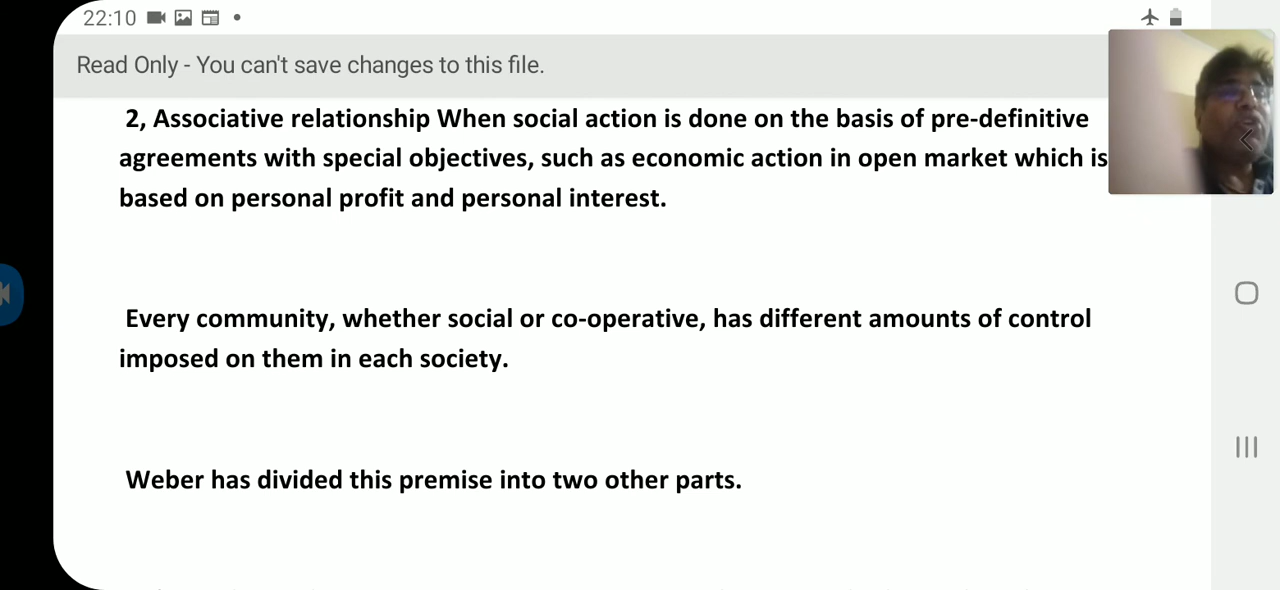 22:10
Read Only - You can't save changes to this file.
2, Associative relationship When social action is done on the basis of pre-definitive
agreements with special objectives, such as economic action in open market which is
based on personal profit and personal interest.
Every community, whether social or co-operative, has different amounts of control
imposed on them in each society.
Weber has divided this premise into two other parts.